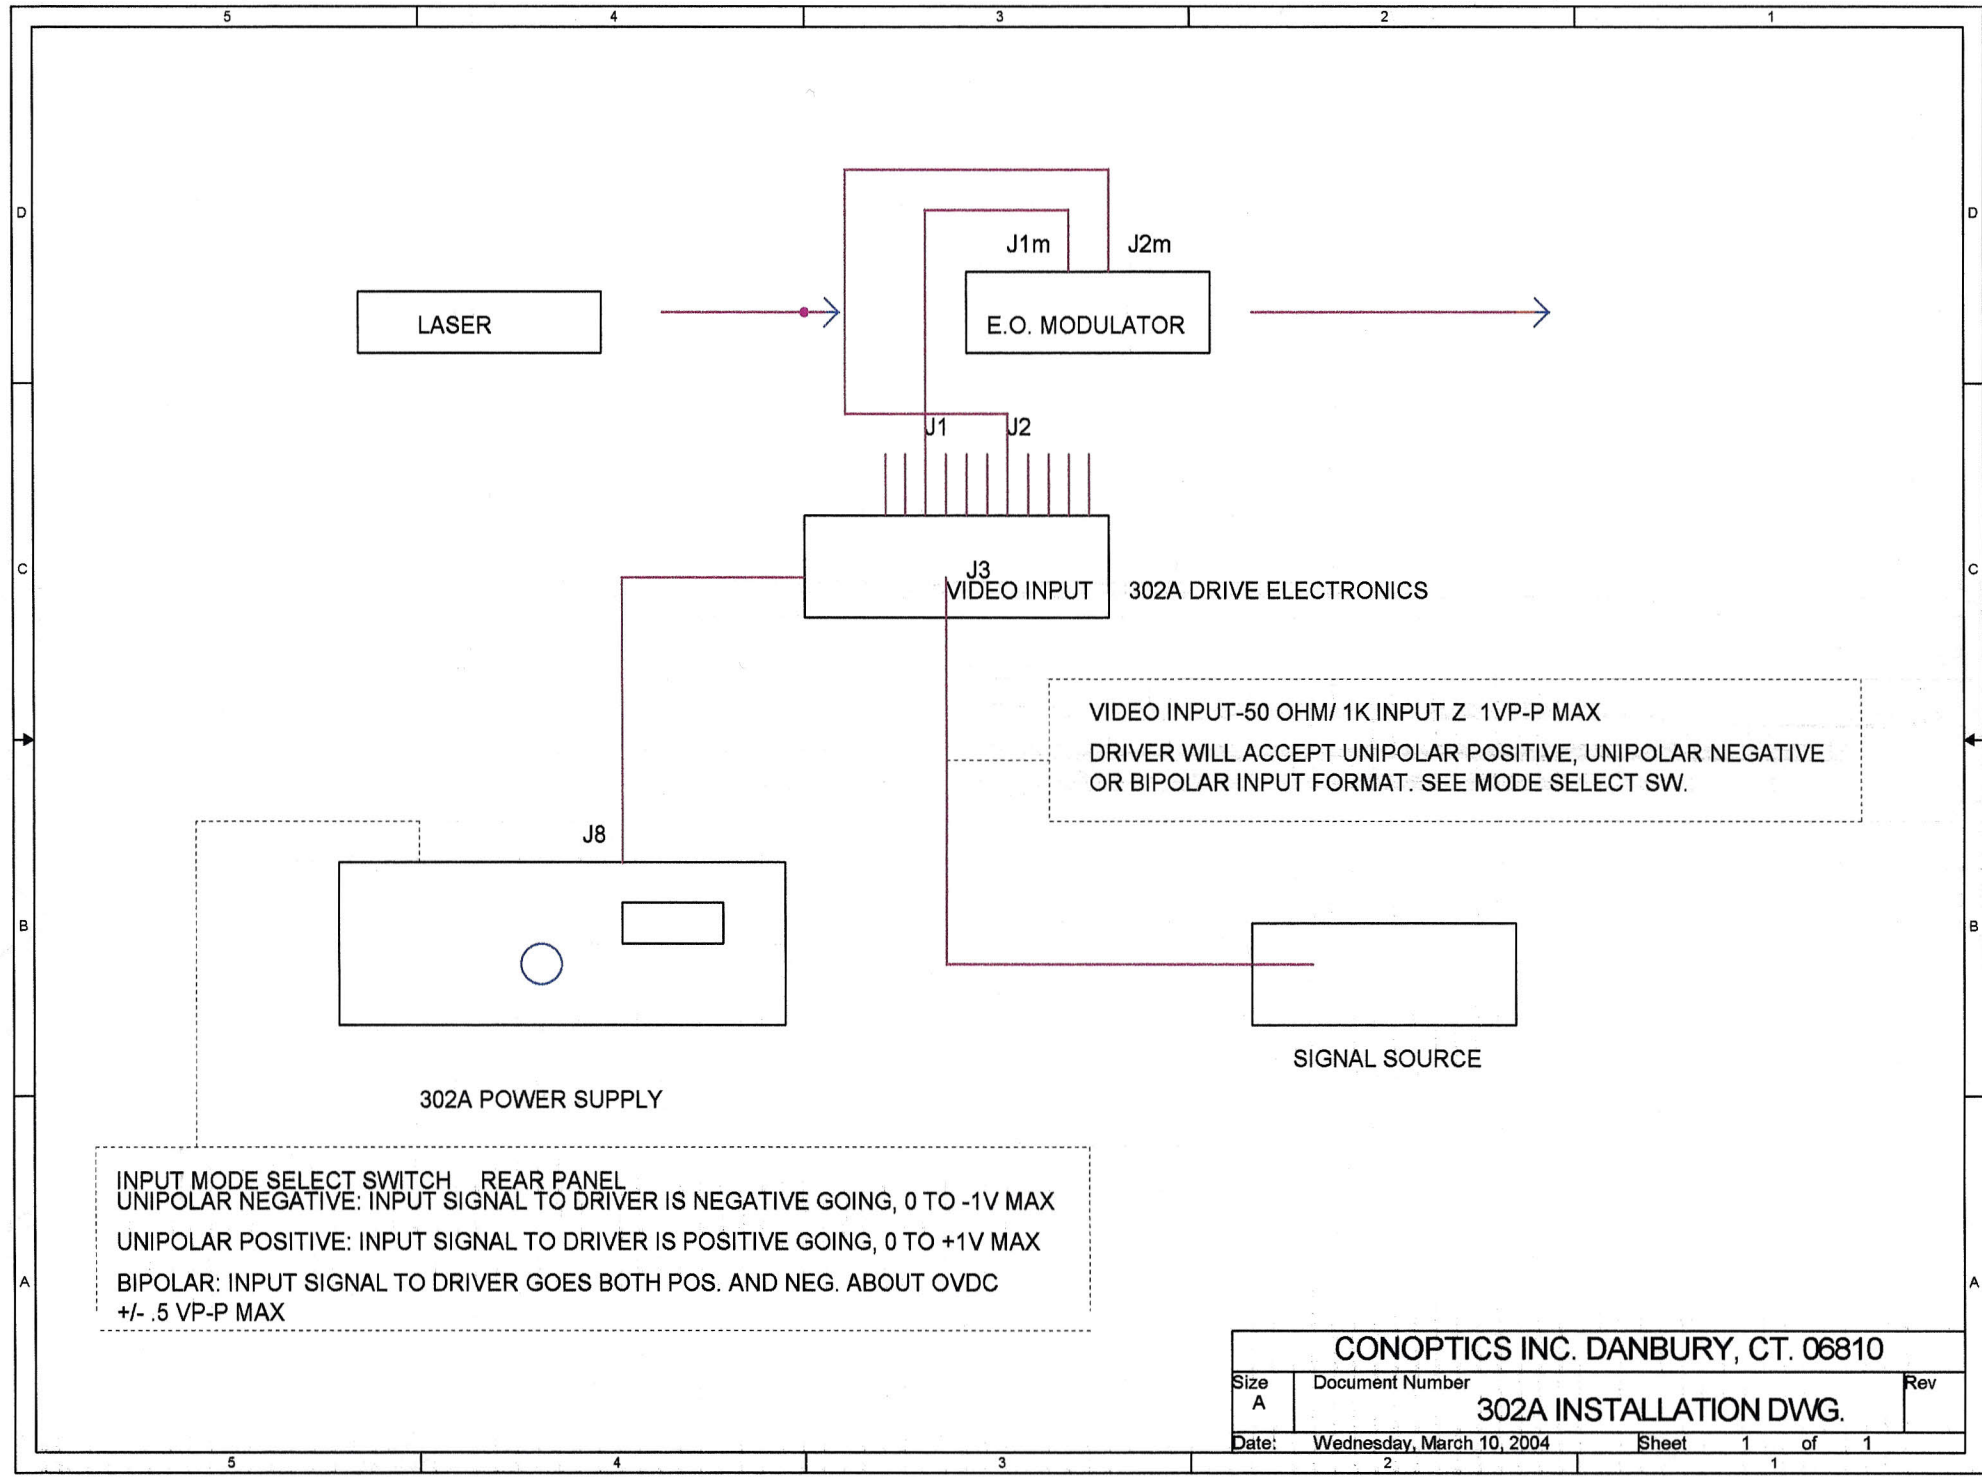 5 4 3 2 1
D D
J1m J2m
LASER
E.O. MODULATOR
J1 J2
C C
J3
VIDEO INPUT 302A DRIVE ELECTRONICS
VIDEO INPUT-50 OHM/ 1K INPUT Z 1VP-P MAX
DRIVER WILL ACCEPT UNIPOLAR POSITIVE, UNIPOLAR NEGATIVE
OR BIPOLAR INPUT FORMAT. SEE MODE SELECT SW.
J8
B B
SIGNAL SOURCE
302A POWER SUPPLY
INPUT MODE SELECT SWITCH REAR PANEL
UNIPOLAR NEGATIVE: INPUT SIGNAL TO DRIVER IS NEGATIVE GOING, 0 TO -1V MAX
UNIPOLAR POSITIVE: INPUT SIGNAL TO DRIVER IS POSITIVE GOING, 0 TO +1V MAX
A A
BIPOLAR: INPUT SIGNAL TO DRIVER GOES BOTH POS. AND NEG. ABOUT OVDC
+/- .5 VP-P MAX
CONOPTICS INC. DANBURY, CT. 06810
Size Document Number Rev
A 302A INSTALLATION DWG.
Date: Wednesday, March 10, 2004 Sheet 1 of 1
5 4 3 2 1